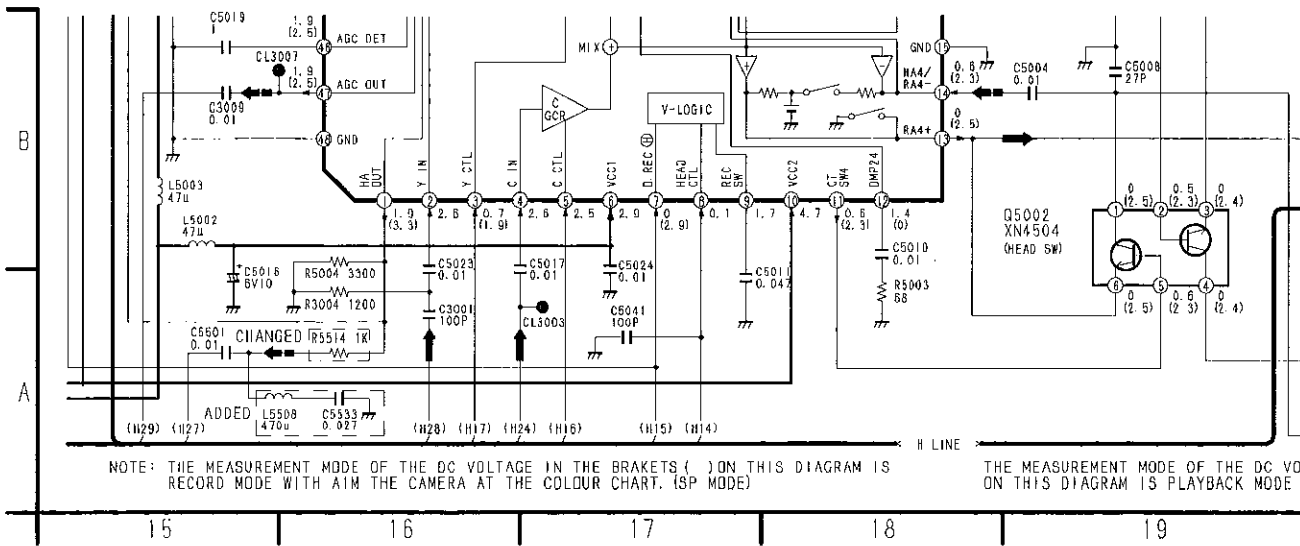 C5019
1
1.9
(2.5)
46
AGC DET
CL3007
1.9
(2.5)
47
AGC OUT
C3009
0.01
48
GND
MIX
+
+
-
GND
15
HA4/
RA4-
14
0.6
(2.3)
C5004
0.01
C5008
27P
RA4+
13
0
(2.5)
C
GCR
V-LOGIC
B
HA
OUT
Y IN
Y CTL
C IN
C CTL
VCC1
D.REC (H)
HEAD
CTL
REC
SW
VCC2
CT
SW4
DMP24
1
2
3
4
5
6
7
8
9
10
11
12
1.9
(3.3)
2.6
0.7
(1.9)
2.6
2.5
2.9
0
(2.9)
0.1
1.7
4.7
0.6
(2.3)
1.4
(0)
L5003
47u
L5002
47u
C5016
6V10
R5004 3300
R3004 1200
C5023
0.01
C3001
100P
C5017
0.01
CL3003
C5024
0.01
C5041
100P
C5011
0.047
C5010
0.01
R5003
68
Q5002
XN4504
(HEAD SW)
1
0
(2.5)
2
0.5
(2.3)
3
0
(2.4)
6
0
(2.5)
5
0.6
(2.3)
4
0
(2.4)
C6601
0.01
CHANGED
R5514 1K
A
ADDED
L5508
470u
C5533
0.027
(H29)
(H27)
(H28)
(H17)
(H24)
(H16)
(H15)
(H14)
H LINE
NOTE: THE MEASUREMENT MODE OF THE DC VOLTAGE IN THE BRAKETS ( ) ON THIS DIAGRAM IS
RECORD MODE WITH AIM THE CAMERA AT THE COLOUR CHART. (SP MODE)
THE MEASUREMENT MODE OF THE DC VO
ON THIS DIAGRAM IS PLAYBACK MODE
15
16
17
18
19